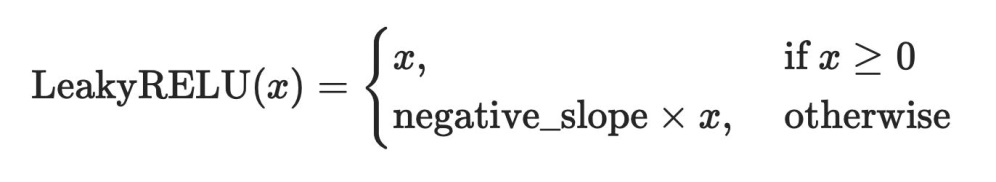 LeakyRELU(x) = { x, if x ≥ 0
negative_slope × x, otherwise